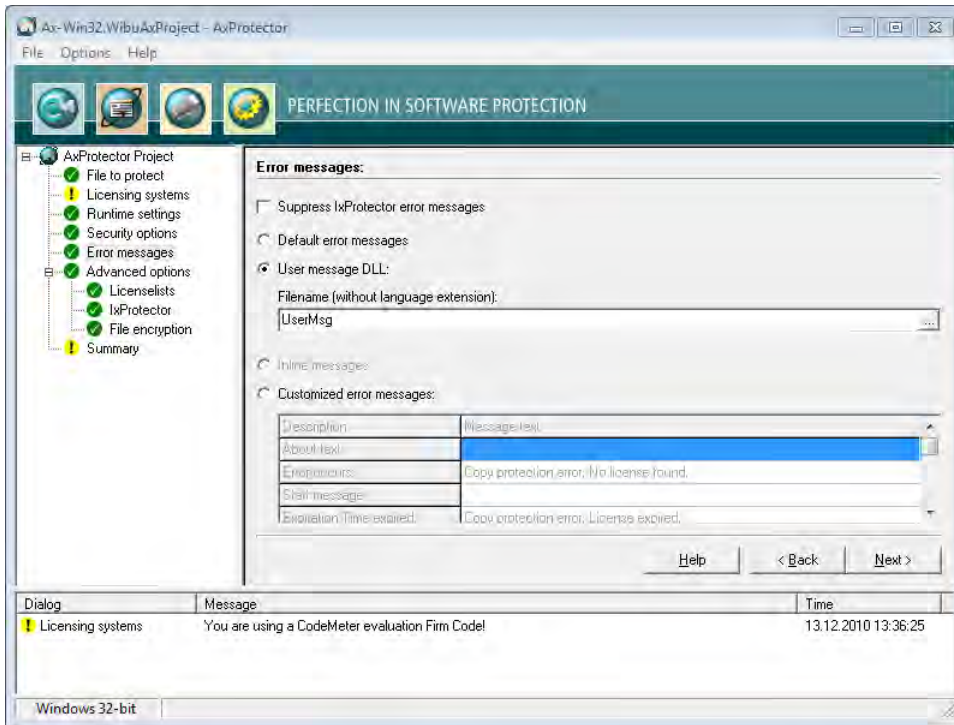 Ax-Win32.WibuAxProject - AxProtector
File Options Help
PERFECTION IN SOFTWARE PROTECTION
AxProtector Project
File to protect
Licensing systems
Runtime settings
Security options
Error messages
Advanced options
Licenselists
IxProtector
File encryption
Summary
Error messages:
Suppress IxProtector error messages
Default error messages
User message DLL:
Filename (without language extension):
UserMsg
...
Inline messages
Customized error messages:
Description Message text
About text
Error occurs: Copy protection error. No license found.
Start message
Expiration Time expired. Copy protection error. License expired.
Help < Back Next >
Dialog Message Time
Licensing systems You are using a CodeMeter evaluation Firm Code! 13.12.2010 13:36:25
Windows 32-bit